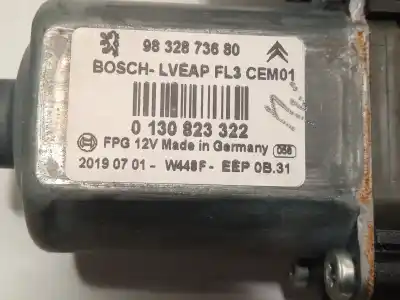 98 328 736 80
BOSCH- LVEAP FL3 CEM01
0 130 823 322
FPG 12V Made in Germany 056
2019 07 01- W448F- EEP 0B.31